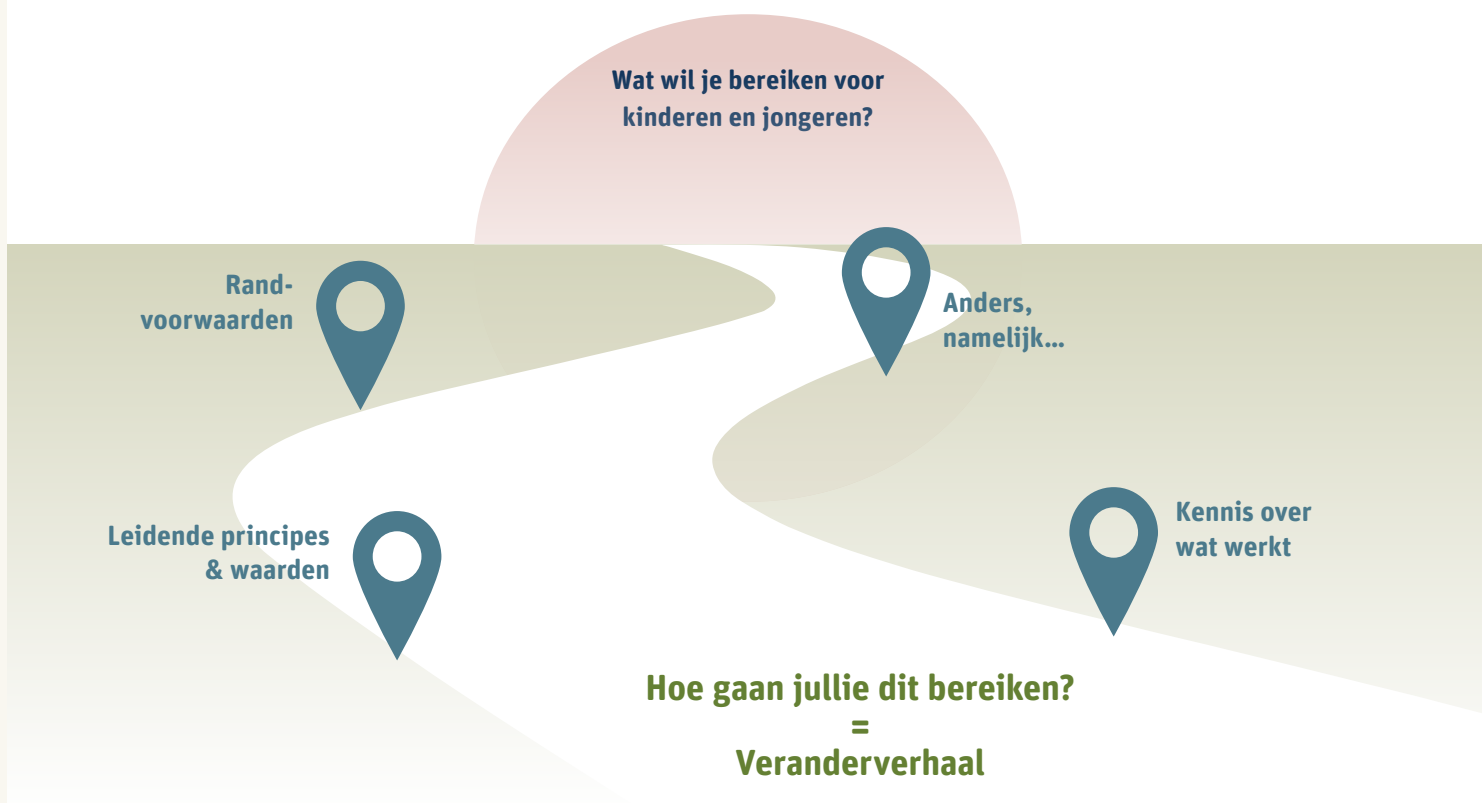 Wat wil je bereiken voor
kinderen en jongeren?
Rand-
voorwaarden
Anders,
namelijk...
Leidende principes
& waarden
Kennis over
wat werkt
Hoe gaan jullie dit bereiken?
=
Veranderverhaal